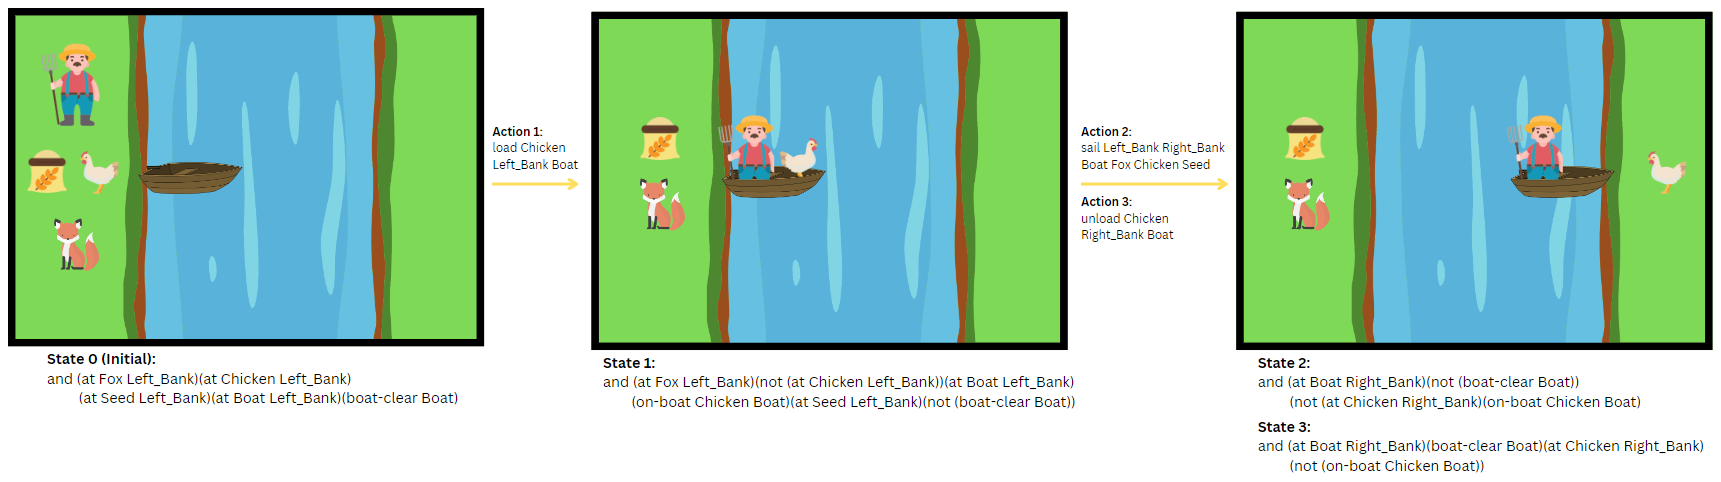 Action 1:
load Chicken
Left_Bank Boat
Action 2:
sail Left_Bank Right_Bank
Boat Fox Chicken Seed
Action 3:
unload Chicken
Right_Bank Boat
State 0 (Initial):
and (at Fox Left_Bank)(at Chicken Left_Bank)
(at Seed Left_Bank)(at Boat Left_Bank)(boat-clear Boat)
State 1:
and (at Fox Left_Bank)(not (at Chicken Left_Bank))(at Boat Left_Bank)
(on-boat Chicken Boat)(at Seed Left_Bank)(not (boat-clear Boat))
State 2:
and (at Boat Right_Bank)(not (boat-clear Boat))
(not (at Chicken Right_Bank)(on-boat Chicken Boat)
State 3:
and (at Boat Right_Bank)(boat-clear Boat)(at Chicken Right_Bank)
(not (on-boat Chicken Boat))